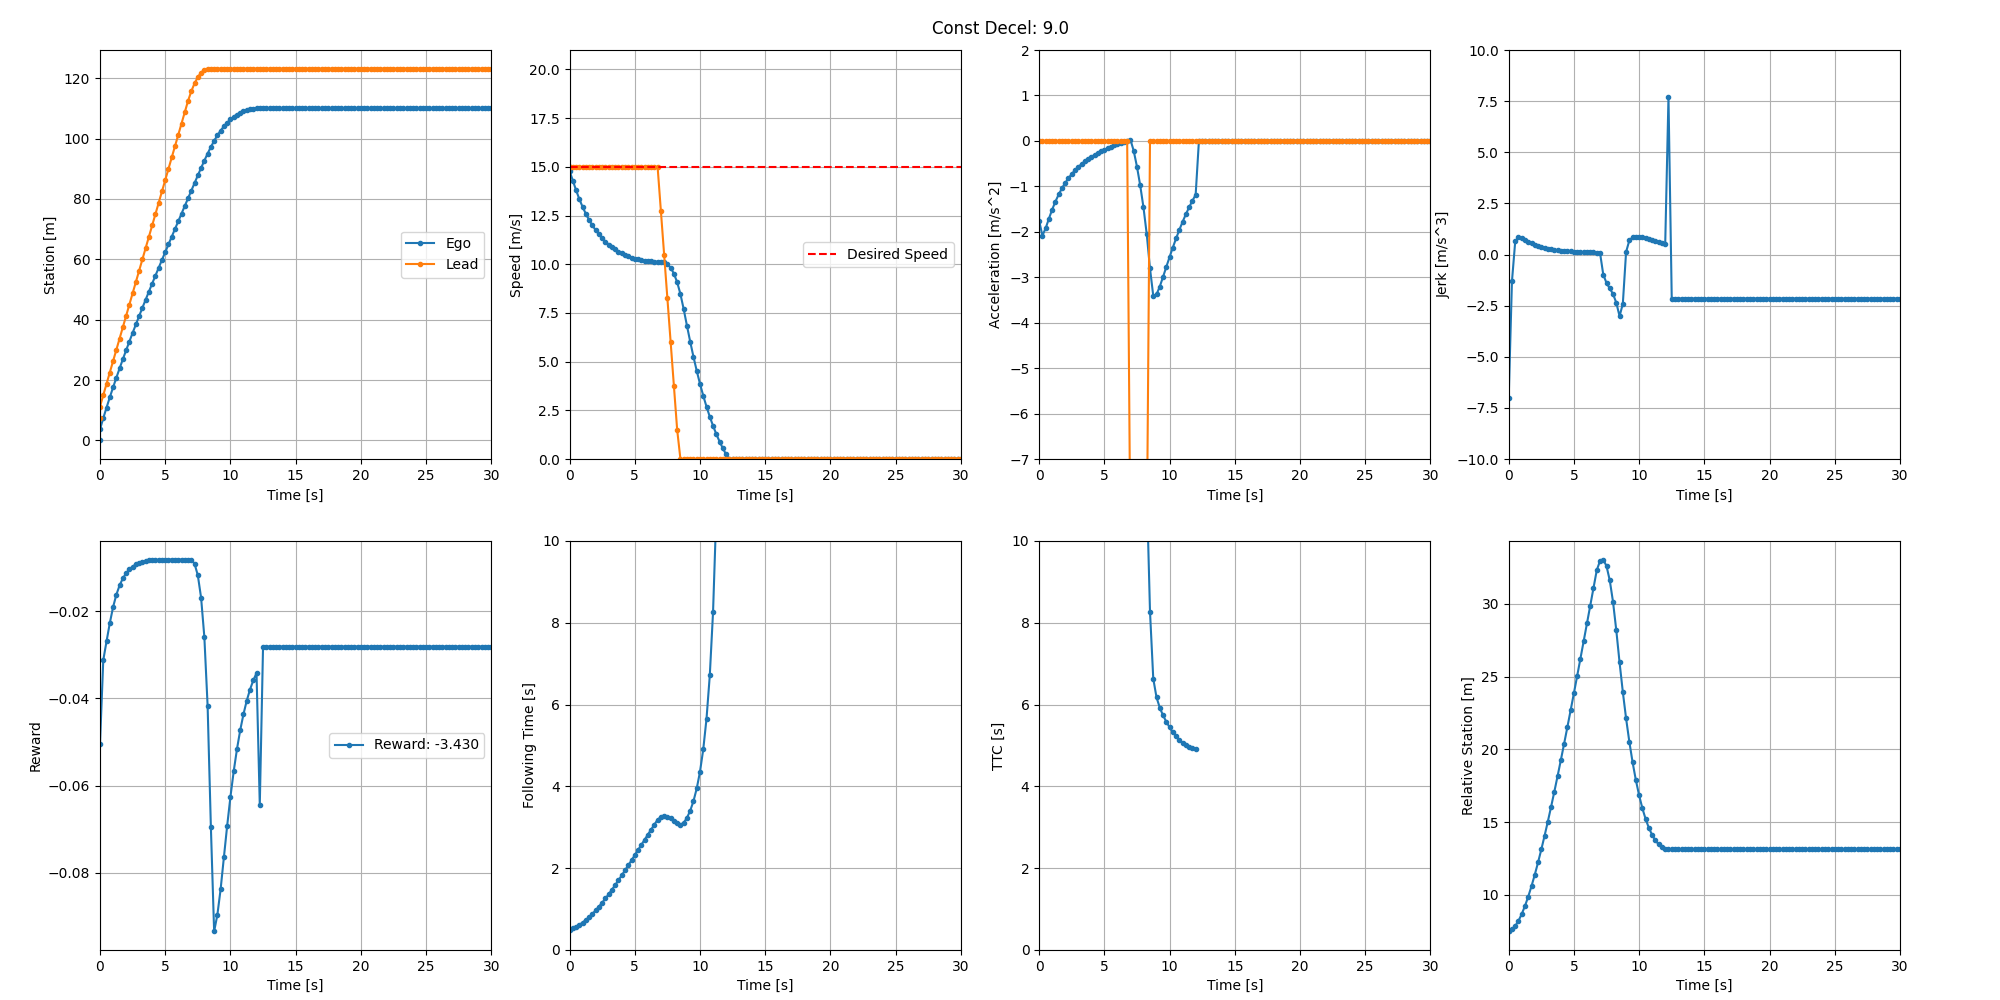 Const Decel: 9.0
120
100
80
60
40
20
0
Station [m]
Ego
Lead
0 5 10 15 20 25 30
Time [s]
20.0
17.5
15.0
12.5
10.0
7.5
5.0
2.5
0.0
Speed [m/s]
Desired Speed
0 5 10 15 20 25 30
Time [s]
2
1
0
−1
−2
−3
−4
−5
−6
−7
Acceleration [m/s^2]
0 5 10 15 20 25 30
Time [s]
10.0
7.5
5.0
2.5
0.0
−2.5
−5.0
−7.5
−10.0
Jerk [m/s^3]
0 5 10 15 20 25 30
Time [s]
−0.02
−0.04
−0.06
−0.08
Reward
Reward: -3.430
0 5 10 15 20 25 30
Time [s]
10
8
6
4
2
0
Following Time [s]
0 5 10 15 20 25 30
Time [s]
10
8
6
4
2
0
TTC [s]
0 5 10 15 20 25 30
Time [s]
30
25
20
15
10
Relative Station [m]
0 5 10 15 20 25 30
Time [s]